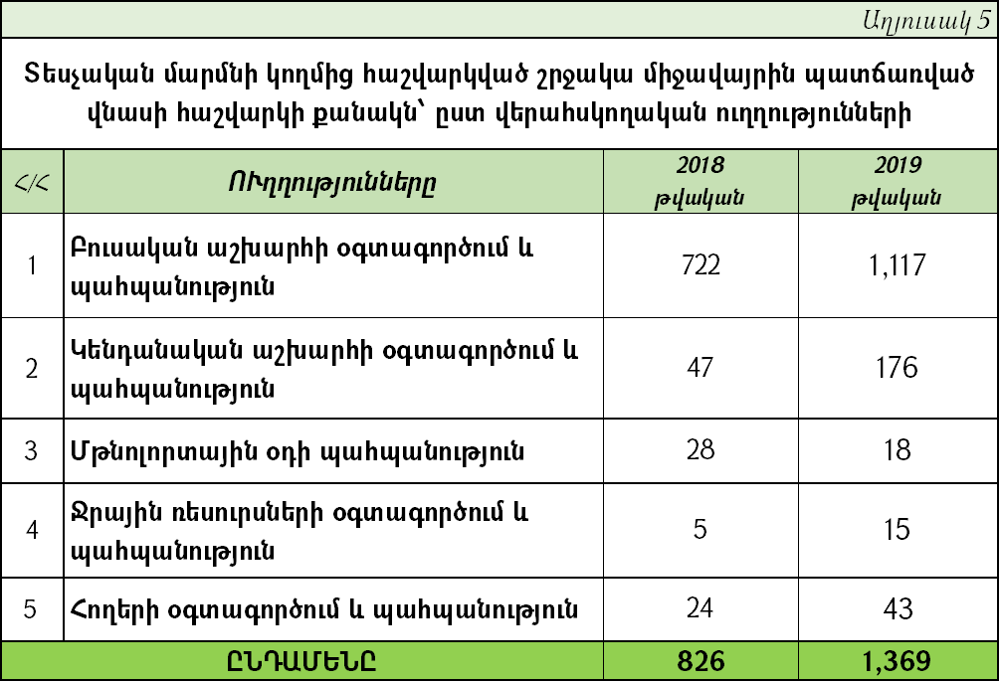 Աղյուսակ 5
Տեսչական մարմնի կողմից հաշվարկված շրջակա միջավայրին պատճառված
վնասի հաշվարկի քանակն՝ ըստ վերահսկողական ուղղությունների
Հ/Հ ՈՒղղությունները 2018 թվական 2019 թվական
1 Բուսական աշխարհի օգտագործում և
պահպանություն 722 1,117
2 Կենդանական աշխարհի օգտագործում և
պահպանություն 47 176
3 Մթնոլորտային օդի պահպանություն 28 18
4 Ջրային ռեսուրսների օգտագործում և
պահպանություն 5 15
5 Հողերի օգտագործում և պահպանություն 24 43
ԸՆԴԱՄԵՆԸ 826 1,369